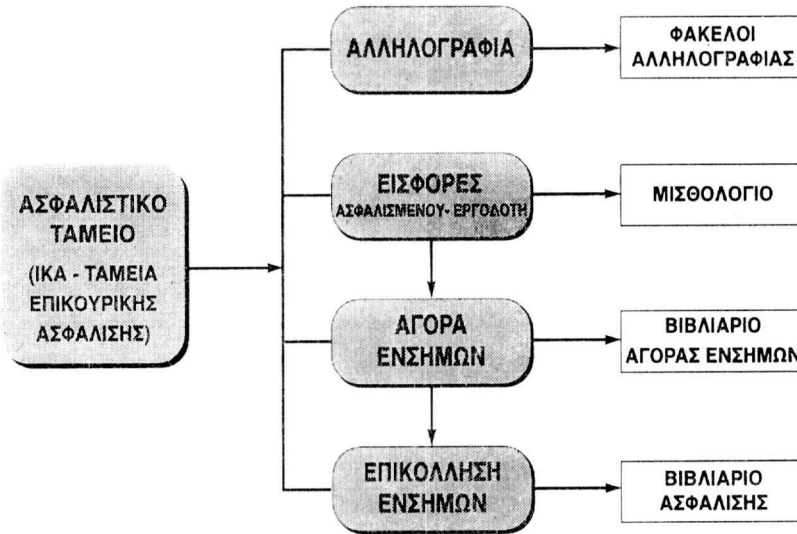 ΑΛΛΗΛΟΓΡΑΦΙΑ
ΦΑΚΕΛΟΙ
ΑΛΛΗΛΟΓΡΑΦΙΑΣ
ΑΣΦΑΛΙΣΤΙΚΟ
ΤΑΜΕΙΟ
(ΙΚΑ - ΤΑΜΕΙΑ
ΕΠΙΚΟΥΡΙΚΗΣ
ΑΣΦΑΛΙΣΗΣ)
ΕΙΣΦΟΡΕΣ
ΑΣΦΑΛΙΣΜΕΝΟΥ- ΕΡΓΟΔΟΤΗ
ΜΙΣΘΟΛΟΓΙΟ
ΑΓΟΡΑ
ΕΝΣΗΜΩΝ
ΒΙΒΛΙΑΡΙΟ
ΑΓΟΡΑΣ ΕΝΣΗΜΩΝ
ΕΠΙΚΟΛΛΗΣΗ
ΕΝΣΗΜΩΝ
ΒΙΒΛΙΑΡΙΟ
ΑΣΦΑΛΙΣΗΣ